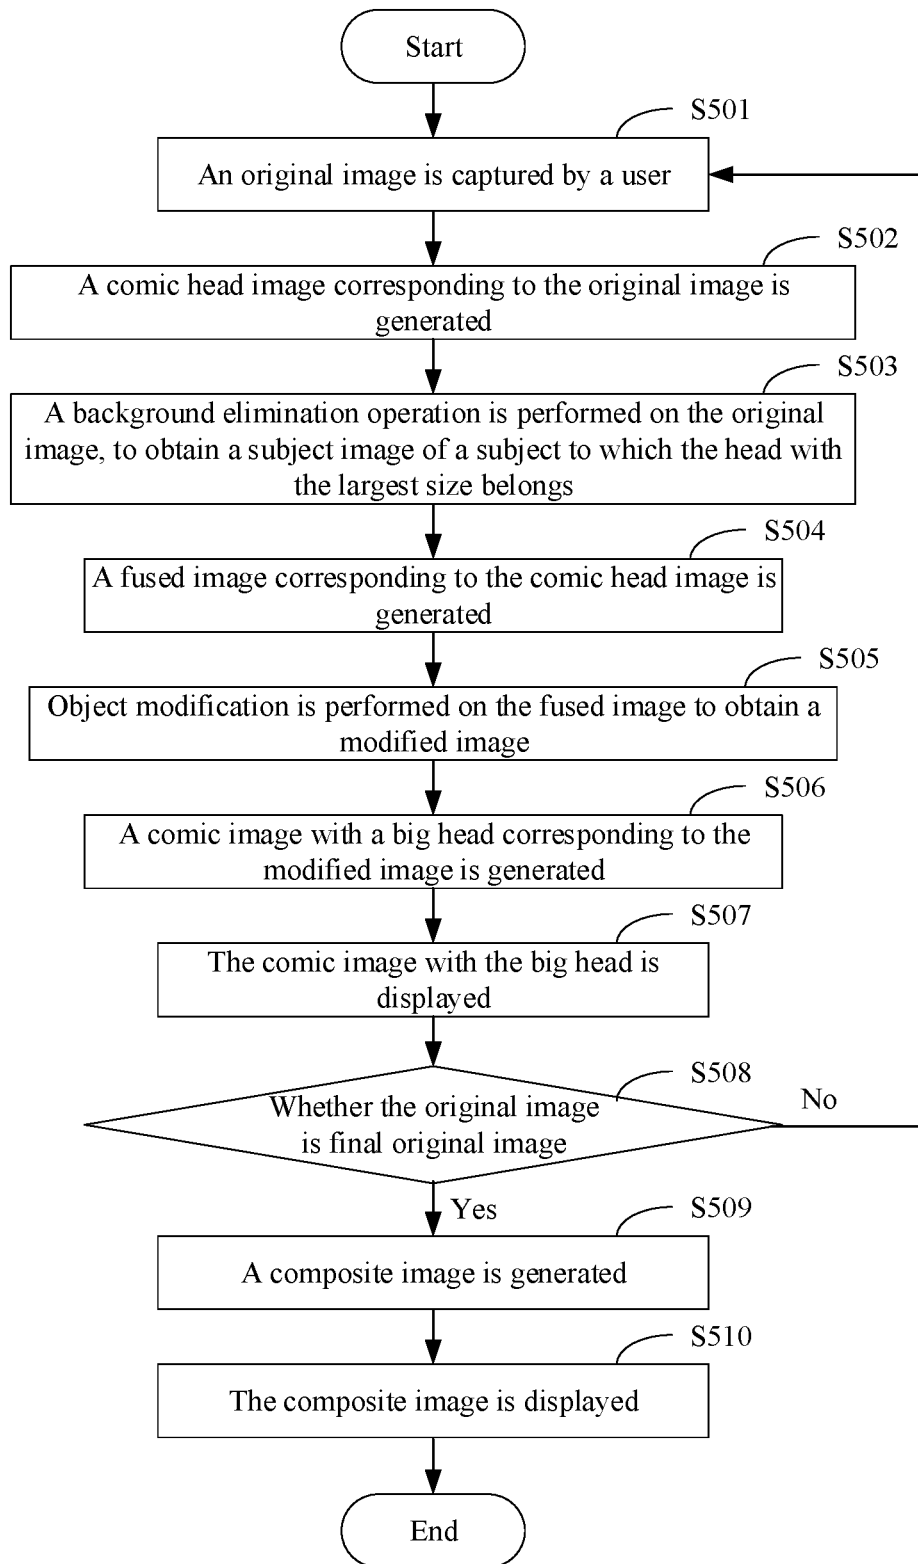 Start
S501
An original image is captured by a user
S502
A comic head image corresponding to the original image is
generated
S503
A background elimination operation is performed on the original
image, to obtain a subject image of a subject to which the head with
the largest size belongs
S504
A fused image corresponding to the comic head image is
generated
S505
Object modification is performed on the fused image to obtain a
modified image
S506
A comic image with a big head corresponding to the
modified image is generated
S507
The comic image with the big head is
displayed
S508
Whether the original image
is final original image
No
Yes
S509
A composite image is generated
S510
The composite image is displayed
End